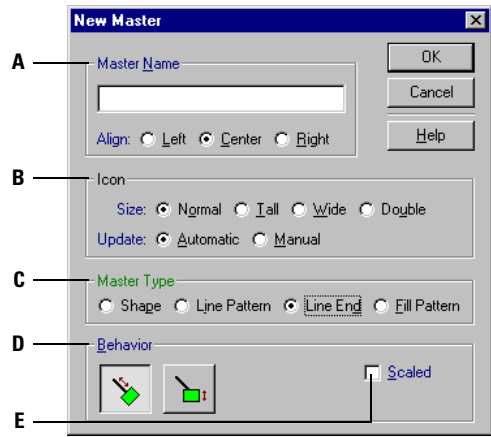 New Master
A
Master Name
OK
Cancel
Align: Left Center Right
Help
B
Icon
Size: Normal Tall Wide Double
Update: Automatic Manual
C
Master Type
Shape Line Pattern Line End Fill Pattern
D
Behavior
Scaled
E